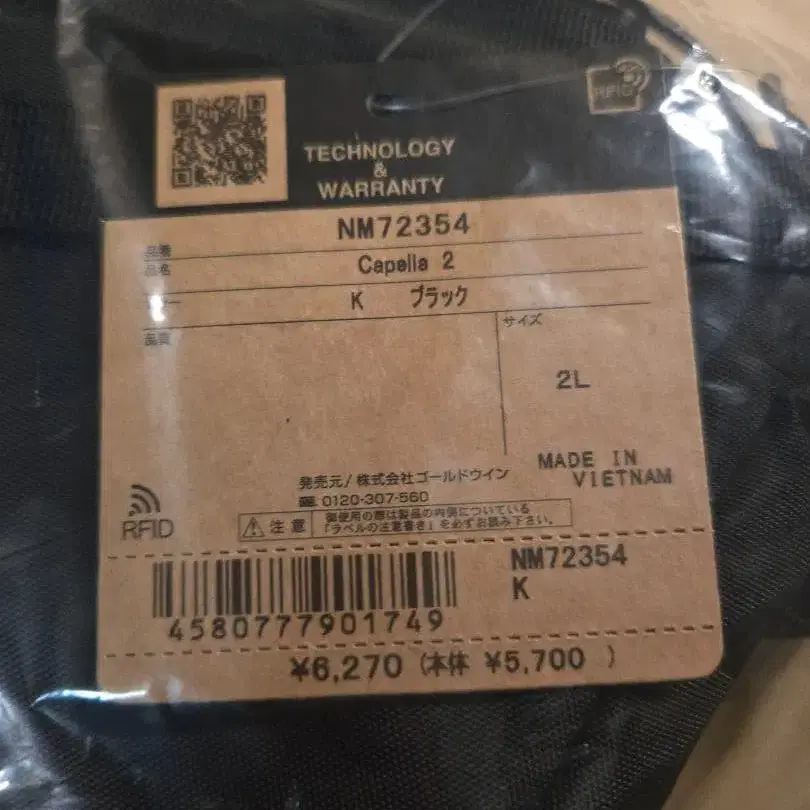 RFID
TECHNOLOGY
&
WARRANTY
NM72354
品番
品名 Capella 2
K ブラック
品質
サイズ
2L
MADE IN
VIETNAM
発売元/株式会社ゴールドウイン
0120-307-560
RFID
注意
御使用の際は製品の内側についている
「ラベルの注意書き」を必ずお読み下さい。
NM72354
K
4580777901749
¥6,270 (本体 ¥5,700 )